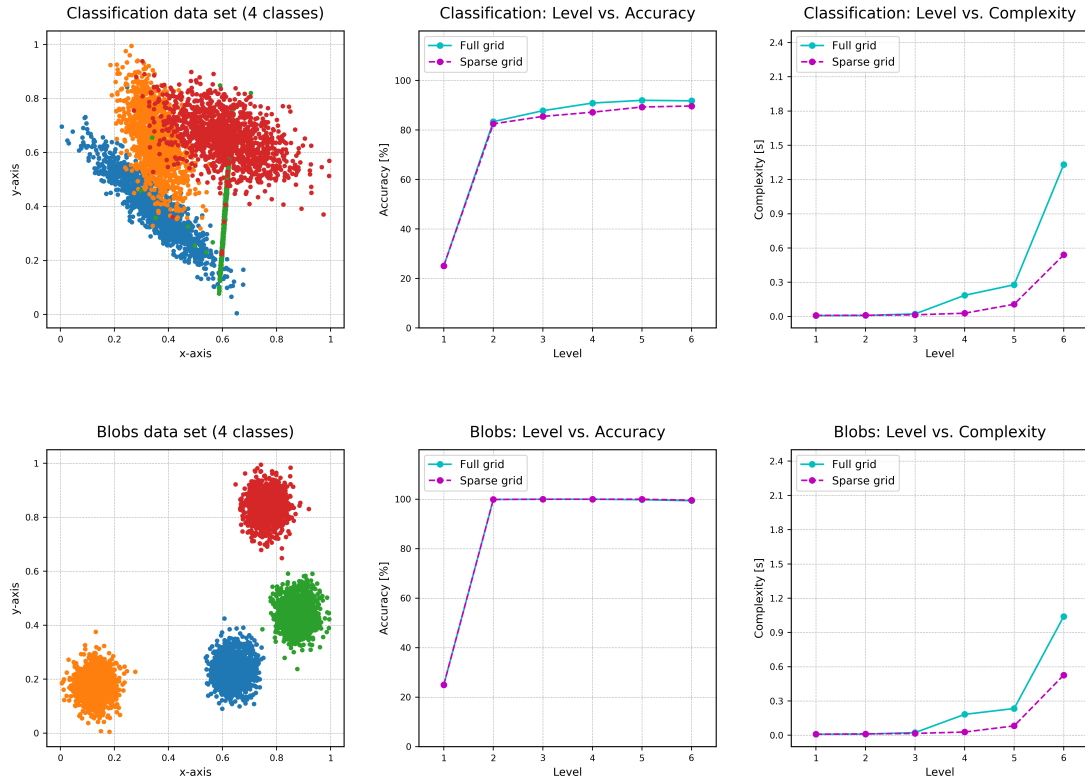 Classification data set (4 classes)
y-axis
1
0.8
0.6
0.4
0.2
0
0 0.2 0.4 0.6 0.8 1
x-axis
Classification: Level vs. Accuracy
Full grid
Sparse grid
Accuracy [%]
100
80
60
40
20
0
1 2 3 4 5 6
Level
Classification: Level vs. Complexity
Full grid
Sparse grid
Complexity [s]
2.4
2.1
1.8
1.5
1.2
0.9
0.6
0.3
0.0
1 2 3 4 5 6
Level
Blobs data set (4 classes)
y-axis
1
0.8
0.6
0.4
0.2
0
0 0.2 0.4 0.6 0.8 1
x-axis
Blobs: Level vs. Accuracy
Full grid
Sparse grid
Accuracy [%]
100
80
60
40
20
0
1 2 3 4 5 6
Level
Blobs: Level vs. Complexity
Full grid
Sparse grid
Complexity [s]
2.4
2.1
1.8
1.5
1.2
0.9
0.6
0.3
0.0
1 2 3 4 5 6
Level